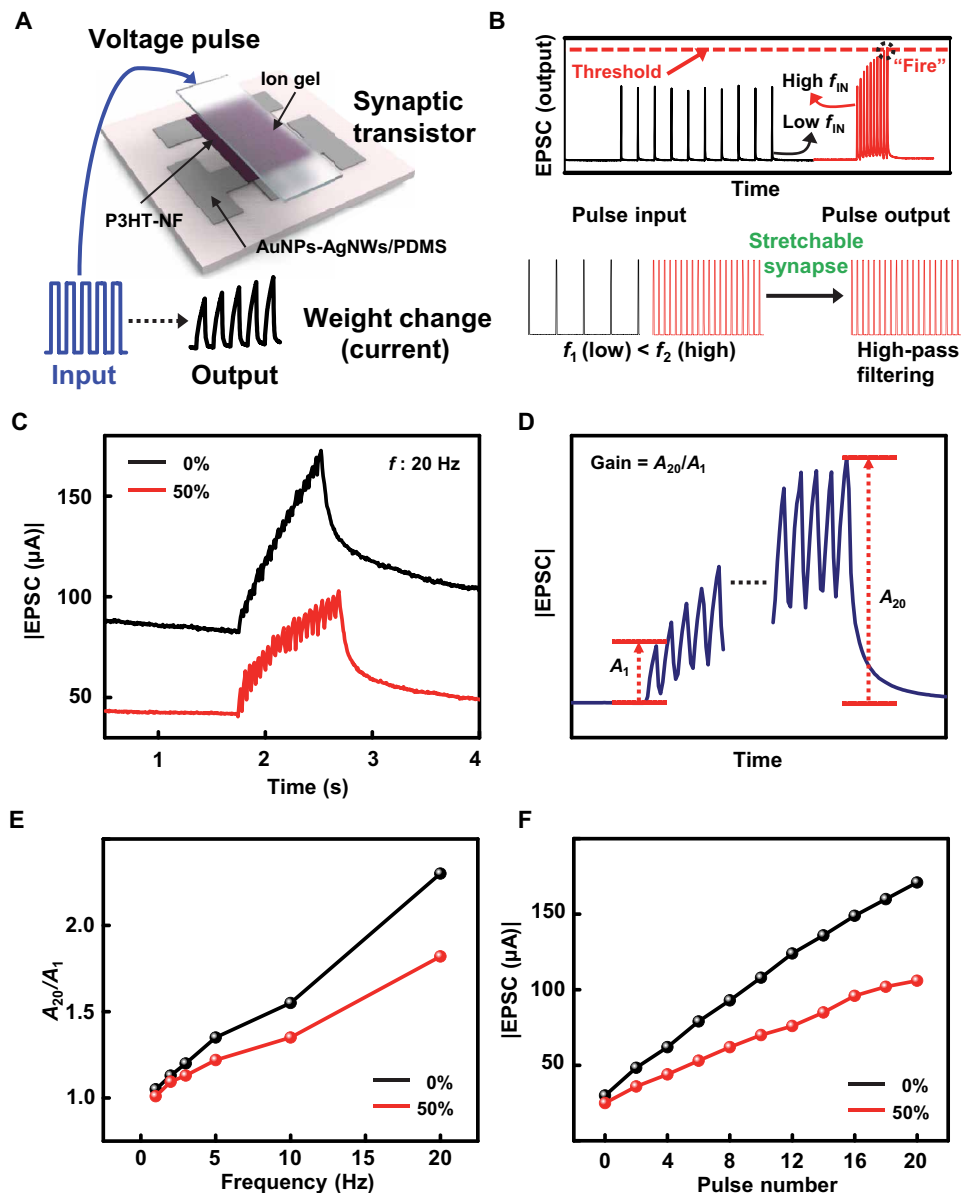 A
Voltage pulse
Ion gel
Synaptic
transistor
P3HT-NF
AuNPs-AgNWs/PDMS
Weight change
(current)
Input
Output
B
EPSC (output)
Threshold
“Fire”
High fIN
Low fIN
Time
Pulse input
Pulse output
Stretchable
synapse
f1 (low) < f2 (high)
High-pass
filtering
C
0%
50%
f : 20 Hz
|EPSC (µA)|
150
100
50
1 2 3 4
Time (s)
D
Gain = A20/A1
|EPSC|
A1
A20
Time
E
A20/A1
2.0
1.5
1.0
0%
50%
0 5 10 15 20
Frequency (Hz)
F
|EPSC (µA)|
150
100
50
0%
50%
0 4 8 12 16 20
Pulse number